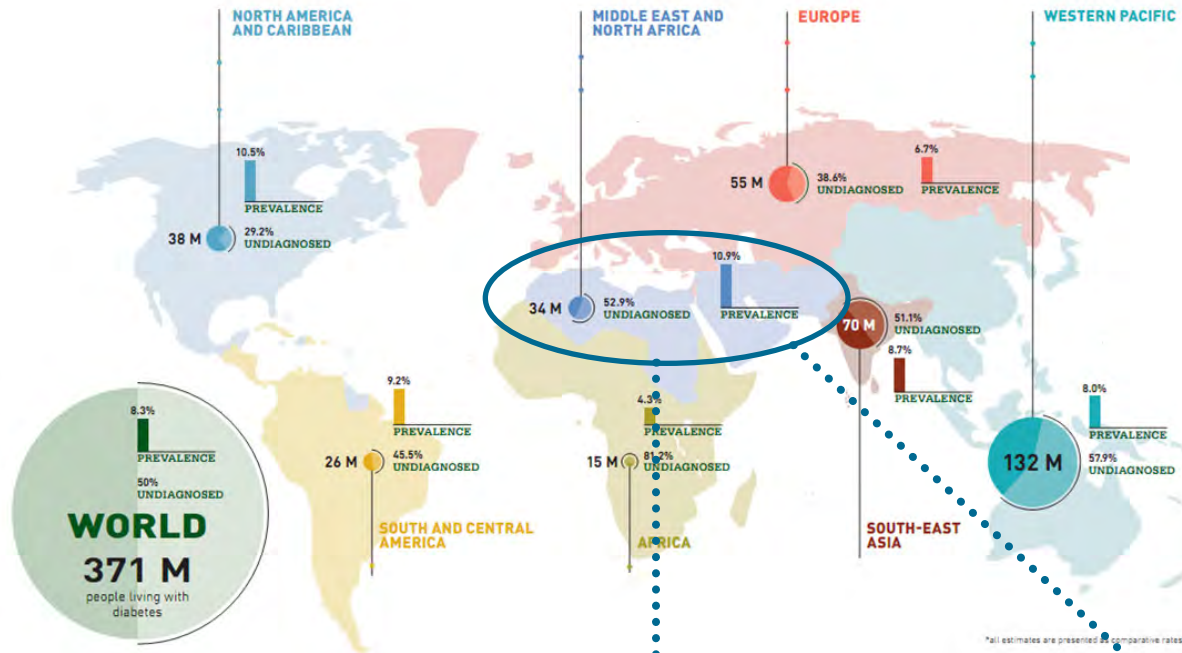 NORTH AMERICA
AND CARIBBEAN
MIDDLE EAST AND
NORTH AFRICA
EUROPE
WESTERN PACIFIC
10.5%
PREVALENCE
38 M
29.2%
UNDIAGNOSED
55 M
38.6%
UNDIAGNOSED
6.7%
PREVALENCE
34 M
52.9%
UNDIAGNOSED
10.9%
PREVALENCE
70 M
51.1%
UNDIAGNOSED
8.7%
PREVALENCE
9.2%
PREVALENCE
26 M
45.5%
UNDIAGNOSED
SOUTH AND CENTRAL
AMERICA
4.3%
PREVALENCE
15 M
81.2%
UNDIAGNOSED
AFRICA
8.0%
PREVALENCE
132 M
57.9%
UNDIAGNOSED
SOUTH-EAST
ASIA
8.3%
PREVALENCE
50%
UNDIAGNOSED
WORLD
371 M
people living with
diabetes
*all estimates are presented as comparative rates